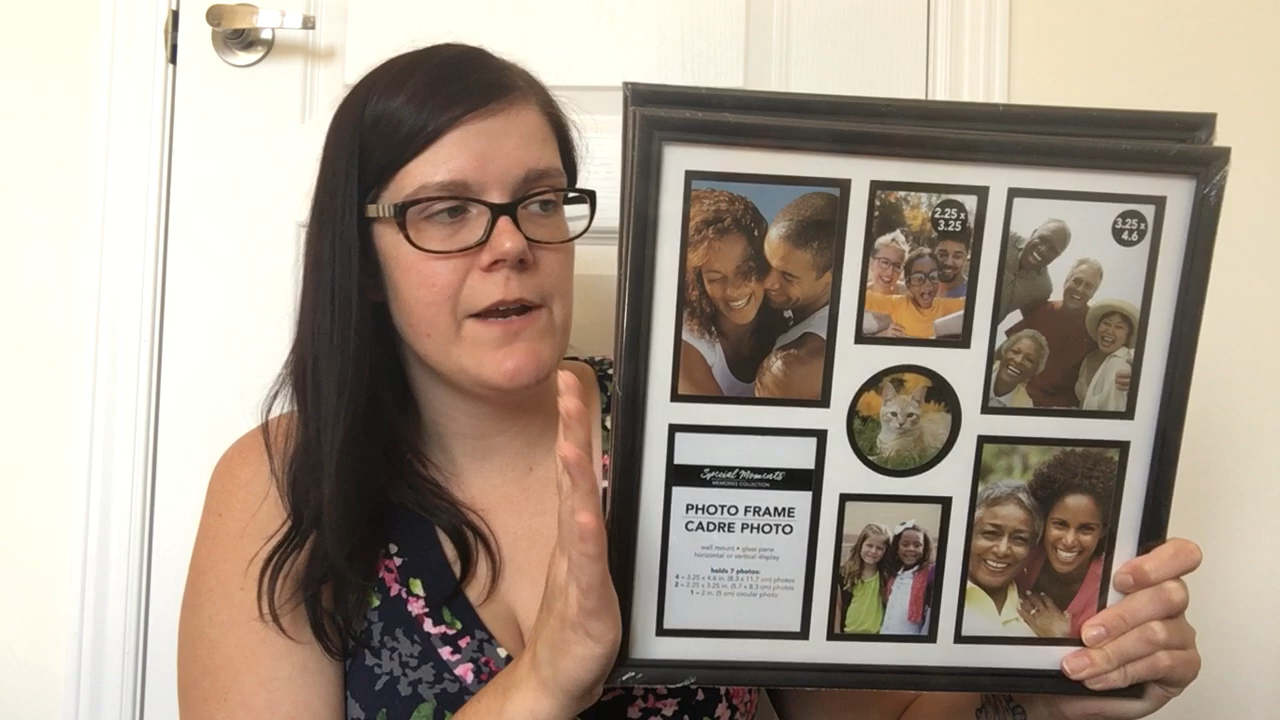 2.25 x
3.25
3.25 x
4.6
Special Moments
MEMORIES COLLECTION
PHOTO FRAME
CADRE PHOTO
wall mount • glass pane
horizontal or vertical display
holds 7 photos:
4 – 3.25 x 4.6 in. (8.3 x 11.7 cm) photos
2 – 2.25 x 3.25 in. (5.7 x 8.3 cm) photos
1 – 2 in. (5 cm) circular photo